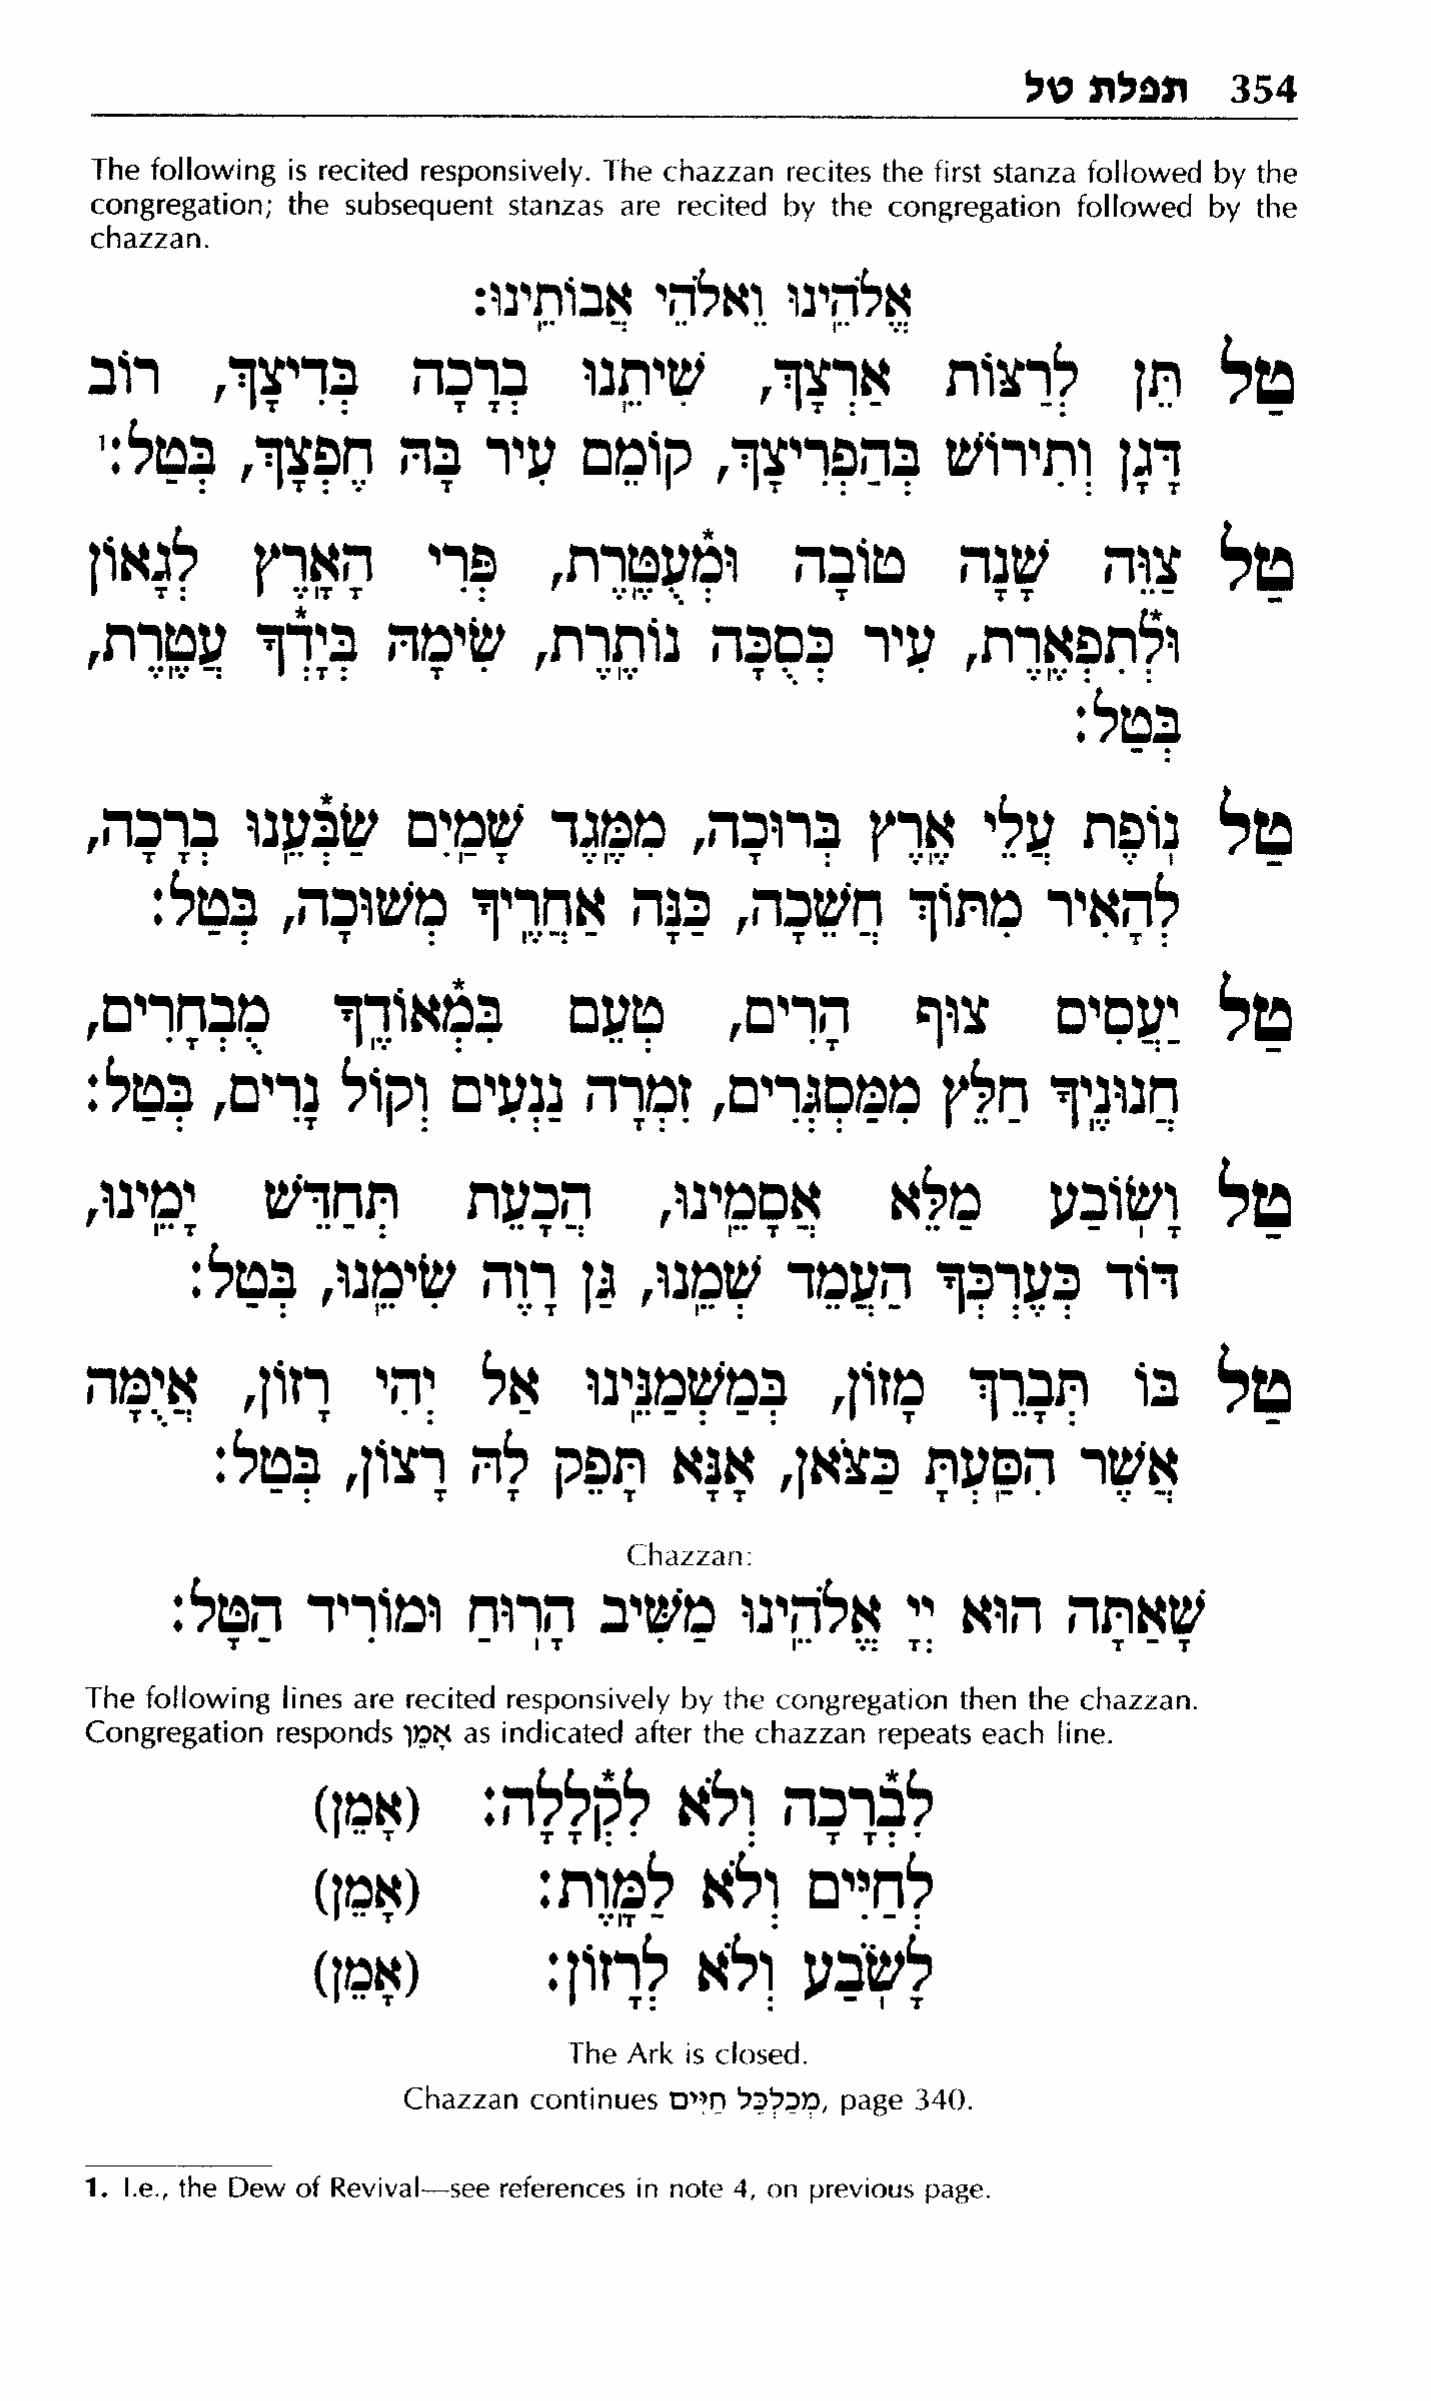 354 תפלת טל
The following is recited responsively. The chazzan recites the first stanza followed by the
congregation; the subsequent stanzas are recited by the congregation followed by the
chazzan.
אֱלֹהֵֽינוּ וֵאלֹהֵי אֲבוֹתֵֽינוּ:
טַל תֵּן לְרַצּוֹת אַרְצָךְ, שִׁיתֵֽנוּ בְרָכָה בְּדִיצָךְ, רוֹב
דָּגָן וְתִירוֹשׁ בְּהַפְרִיצָךְ, קוֹמֵם עִיר בָּהּ חֶפְצָךְ, בְּטַל:¹
טַל צַוֵּה שָׁנָה טוֹבָה וּמְ֯עֻטֶּֽרֶת, פְּרִי הָאָֽרֶץ לְגָאוֹן
וּלְ֯תִפְאֶֽרֶת, עִיר כְּסֻכָּה נוֹתֶֽרֶת, שִׂימָהּ בְּיָדְ֯ךָ עֲטֶֽרֶת,
בְּטַל:
טַל נֽוֹפֶת עֲלֵי אֶֽרֶץ בְּרוּכָה, מִמֶּֽגֶד שָׁמַֽיִם שַׂבְּ֯עֵֽנוּ בְרָכָה,
לְהָאִיר מִתּוֹךְ חֲשֵׁכָה, כַּנָּה אַחֲרֶֽיךָ מְשׁוּכָה, בְּטַל:
טַל יַעֲסִיס צוּף הָרִים, טְעֵם בִּמְ֯אוֹדֶֽךָ מֻבְחָרִים,
חֲנוּנֶֽיךָ חַלֵּץ מִמַּסְגְּרִים, זִמְרָה נַנְעִים וְקוֹל נָרִים, בְּטַל:
טַל וָשֽׂוֹבַע מַלֵּא אֲסָמֵֽינוּ, הֲכָעֵת תְּחַדֵּשׁ יָמֵֽינוּ,
דּוֹד כְּעֶרְכְּךָ הַעֲמֵד שְׁמֵֽנוּ, גַּן רָוֶה שִׂימֵֽנוּ, בְּטַל:
טַל בּוֹ תְּבָרֵךְ מָזוֹן, בְּמַשְׁמַנֵּֽינוּ אַל יְהִי רָזוֹן, אֲיֻמָּה
אֲשֶׁר הִסַּֽעְתָּ כַּצֹּאן, אָנָּא תָּפֵק לָהּ רָצוֹן, בְּטַל:
Chazzan:
שָׁאַתָּה הוּא יְיָ אֱלֹהֵֽינוּ מַשִּׁיב הָרֽוּחַ וּמוֹרִיד הַטָּל:
The following lines are recited responsively by the congregation then the chazzan.
Congregation responds אָמֵן as indicated after the chazzan repeats each line.
לִבְ֯רָכָה וְלֹא לִקְ֯לָלָה: (אָמֵן)
לְחַיִּים וְלֹא לַמָּֽוֶת: (אָמֵן)
לָשֽׂבַע וְלֹא לְרָזוֹן: (אָמֵן)
The Ark is closed.
Chazzan continues מְכַלְכֵּל חַיִּים, page 340.
1. I.e., the Dew of Revival—see references in note 4, on previous page.